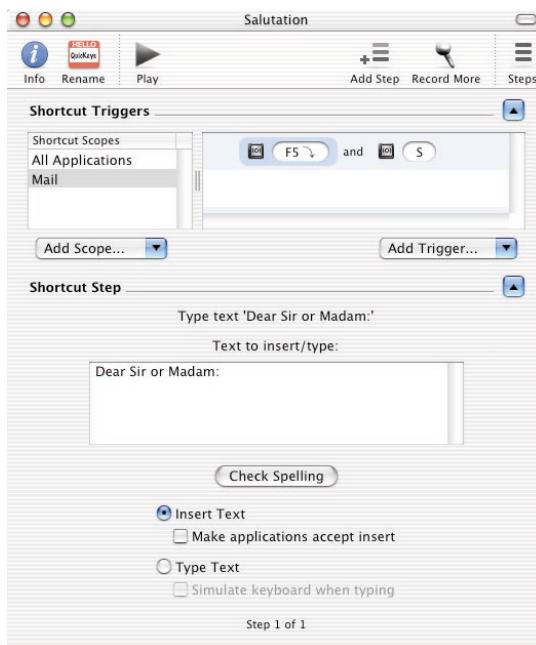 Salutation
HELLO
QuicKeys
Info Rename Play Add Step Record More Steps
Shortcut Triggers
Shortcut Scopes
All Applications
Mail
F5 and S
Add Scope... Add Trigger...
Shortcut Step
Type text 'Dear Sir or Madam:'
Text to insert/type:
Dear Sir or Madam:
Check Spelling
Insert Text
Make applications accept insert
Type Text
Simulate keyboard when typing
Step 1 of 1